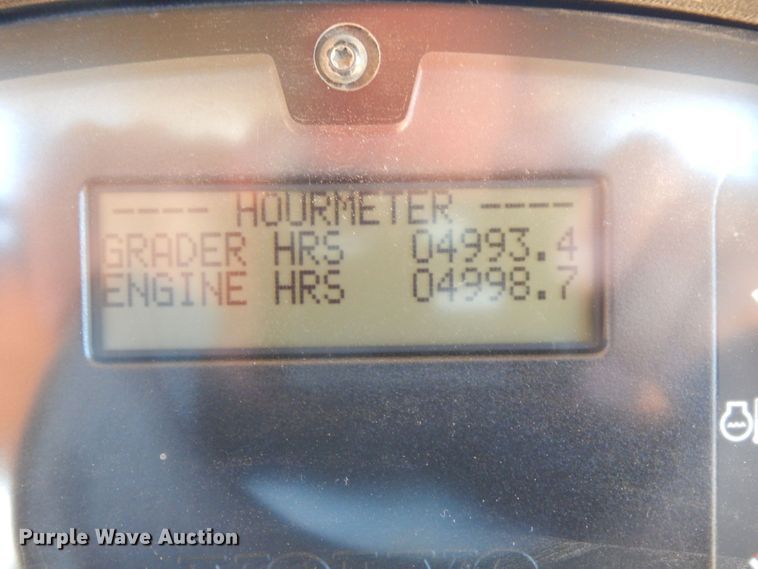 ---- HOURMETER ----
GRADER HRS 04993.4
ENGINE HRS 04998.7
Purple Wave Auction®